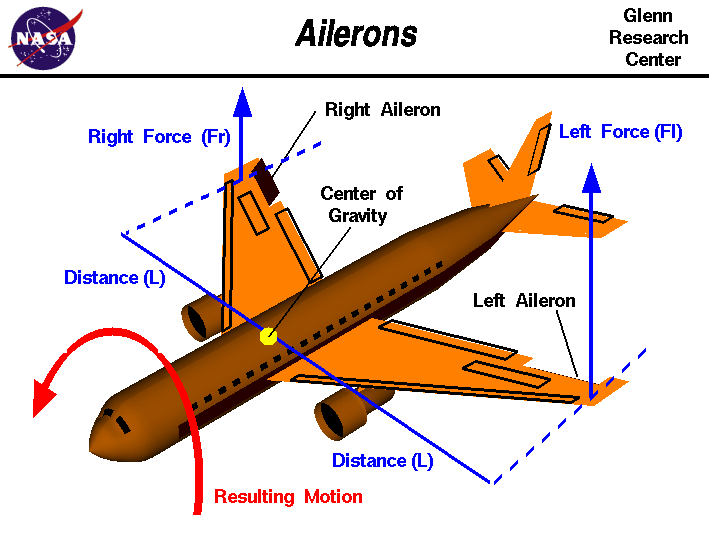 NASA
Ailerons
Glenn
Research
Center
Right Aileron
Right Force (Fr)
Left Force (Fl)
Center of
Gravity
Distance (L)
Left Aileron
Distance (L)
Resulting Motion